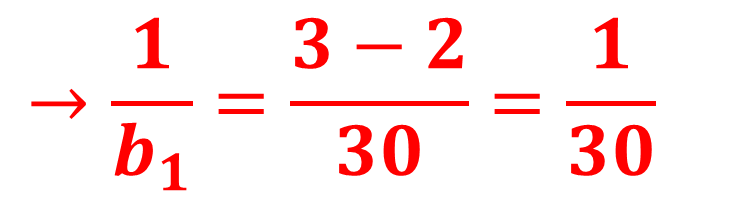 → 1/b₁ = (3 − 2)/30 = 1/30